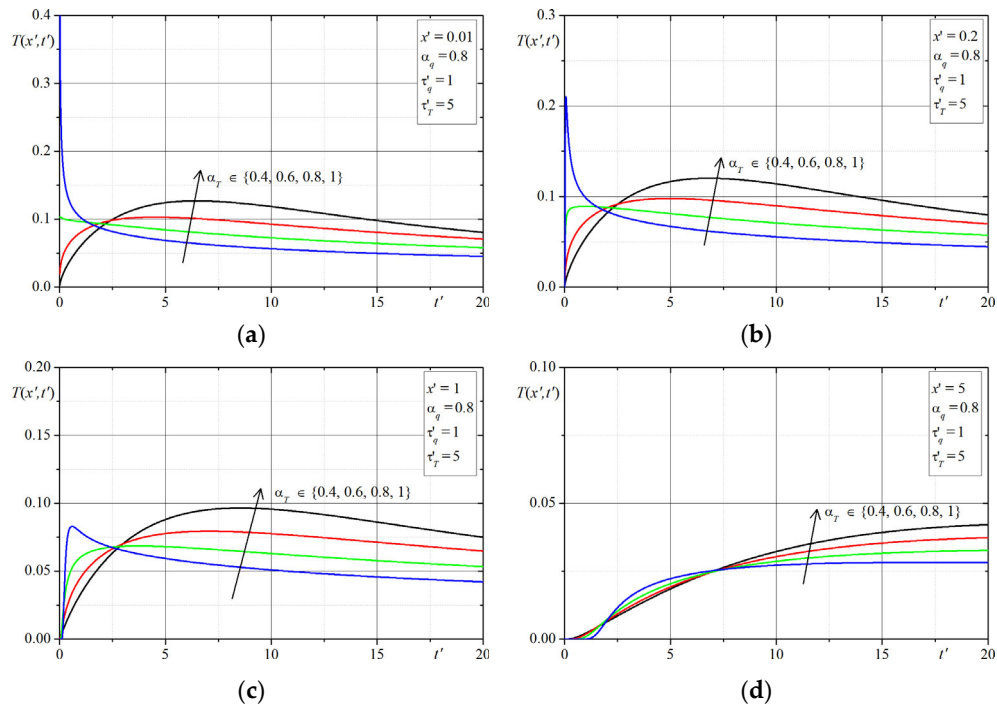 0.4
T(x',t')
0.3
0.2
0.1
0.0
0 5 10 15 t' 20
x' = 0.01
α_q = 0.8
τ'_q = 1
τ'_T = 5
α_T ∈ {0.4, 0.6, 0.8, 1}
(a)
0.3
T(x',t')
0.2
0.1
0.0
0 5 10 15 t' 20
x' = 0.2
α_q = 0.8
τ'_q = 1
τ'_T = 5
α_T ∈ {0.4, 0.6, 0.8, 1}
(b)
0.20
T(x',t')
0.15
0.10
0.05
0.00
0 5 10 15 t' 20
x' = 1
α_q = 0.8
τ'_q = 1
τ'_T = 5
α_T ∈ {0.4, 0.6, 0.8, 1}
(c)
0.10
T(x',t')
0.05
0.00
0 5 10 15 t' 20
x' = 5
α_q = 0.8
τ'_q = 1
τ'_T = 5
α_T ∈ {0.4, 0.6, 0.8, 1}
(d)